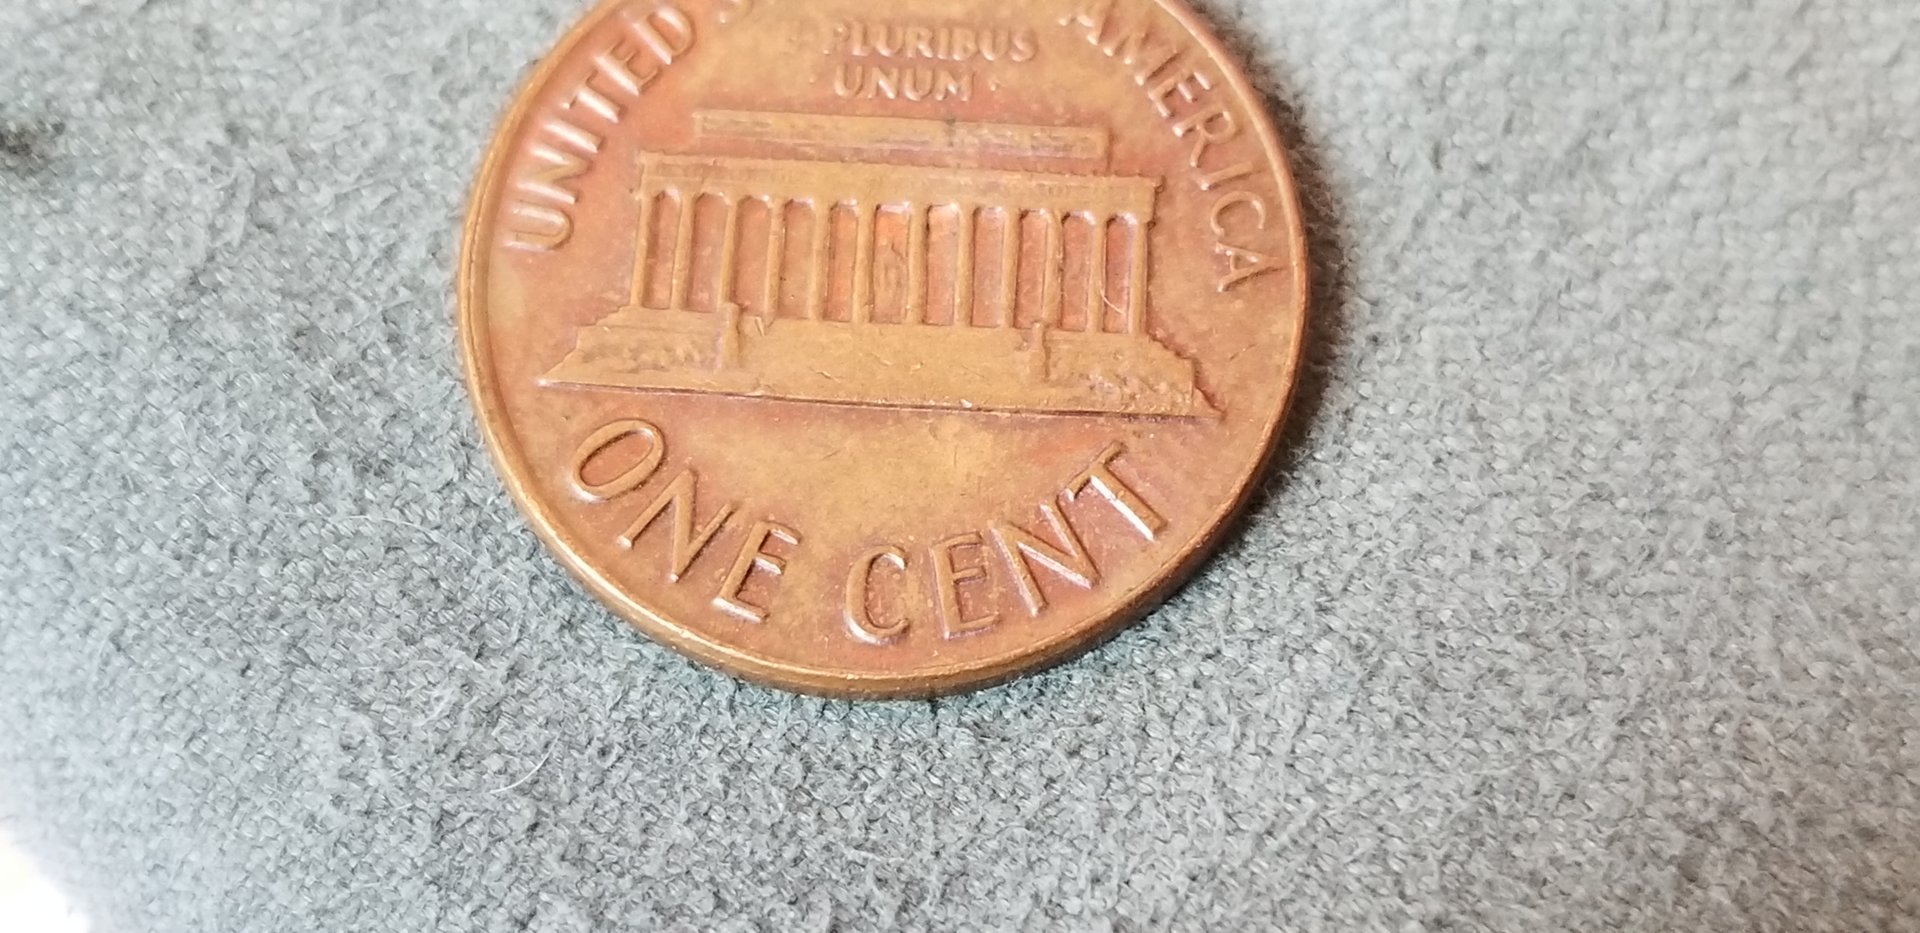 UNITED S
AMERICA
E PLURIBUS
UNUM
ONE CENT